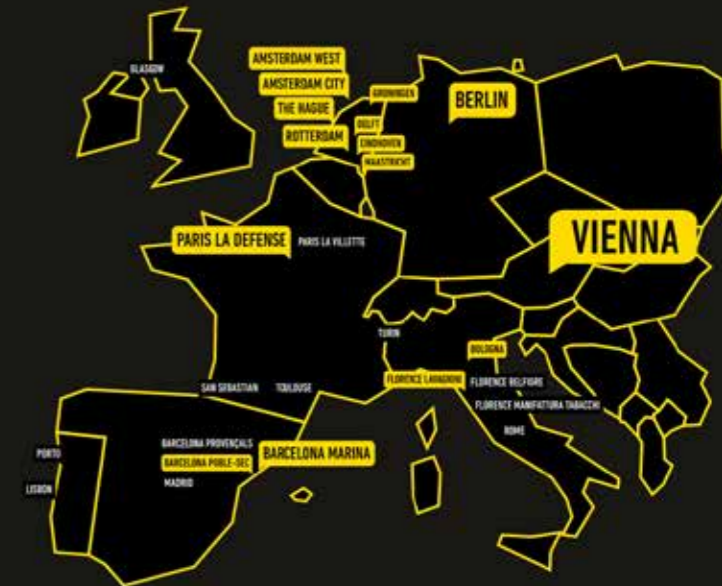 GLASGOW
AMSTERDAM WEST
AMSTERDAM CITY
GRONINGEN
THE HAGUE
BERLIN
DELFT
ROTTERDAM
EINDHOVEN
MAASTRICHT
VIENNA
PARIS LA DEFENSE
PARIS LA VILLETTE
TURIN
BOLOGNA
FLORENCE LAVAGNINI
FLORENCE BELFIORE
SAN SEBASTIAN
TOULOUSE
FLORENCE MANIFATTURA TABACCHI
ROME
BARCELONA PROVENÇALS
BARCELONA MARINA
PORTO
BARCELONA POBLE-SEC
MADRID
LISBON